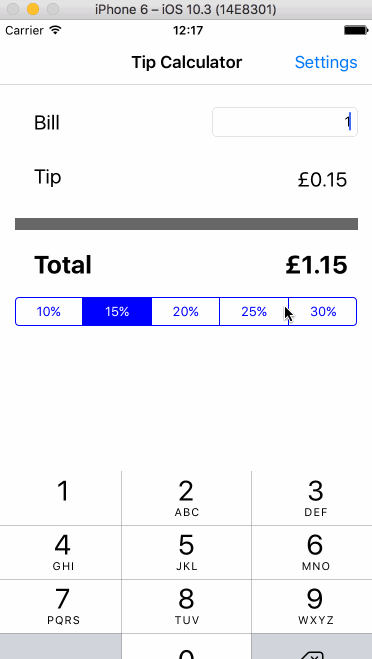 iPhone 6 – iOS 10.3 (14E8301)
Carrier 12:17
Tip Calculator Settings
Bill 1
Tip £0.15
Total £1.15
10% 15% 20% 25% 30%
1 2 3
ABC DEF
4 5 6
GHI JKL MNO
7 8 9
PQRS TUV WXYZ
0